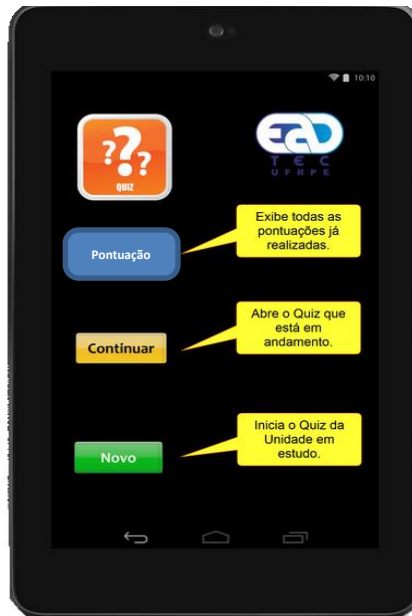 10:10
???
QUIZ
EAD
TEC
UFRPE
Pontuação
Exibe todas as
pontuações já
realizadas.
Continuar
Abre o Quiz que
está em
andamento.
Novo
Inicia o Quiz da
Unidade em
estudo.